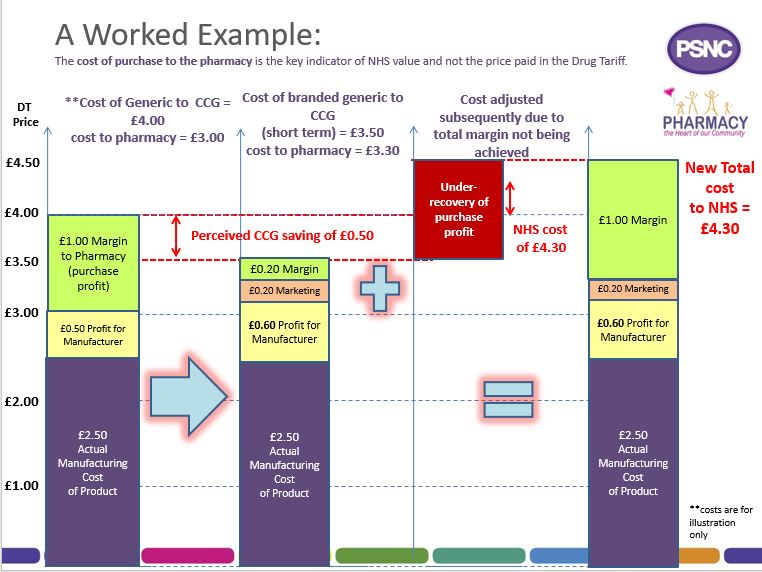 A Worked Example:
The cost of purchase to the pharmacy is the key indicator of NHS value and not the price paid in the Drug Tariff.
PSNC
PHARMACY
the Heart of our Community
DT
Price
**Cost of Generic to CCG =
£4.00
cost to pharmacy = £3.00
Cost of branded generic to
CCG
(short term) = £3.50
cost to pharmacy = £3.30
Cost adjusted
subsequently due to
total margin not being
achieved
£4.50
£4.00
£3.50
£3.00
£2.00
£1.00
£1.00 Margin
to Pharmacy
(purchase
profit)
£0.50 Profit for
Manufacturer
£2.50
Actual
Manufacturing
Cost
of Product
Perceived CCG saving of £0.50
£0.20 Margin
£0.20 Marketing
£0.60 Profit for
Manufacturer
£2.50
Actual
Manufacturing
Cost
of Product
Under-
recovery of
purchase
profit
NHS cost
of £4.30
£1.00 Margin
£0.20 Marketing
£0.60 Profit for
Manufacturer
£2.50
Actual
Manufacturing
Cost
of Product
New Total
cost
to NHS =
£4.30
**costs are for
illustration
only